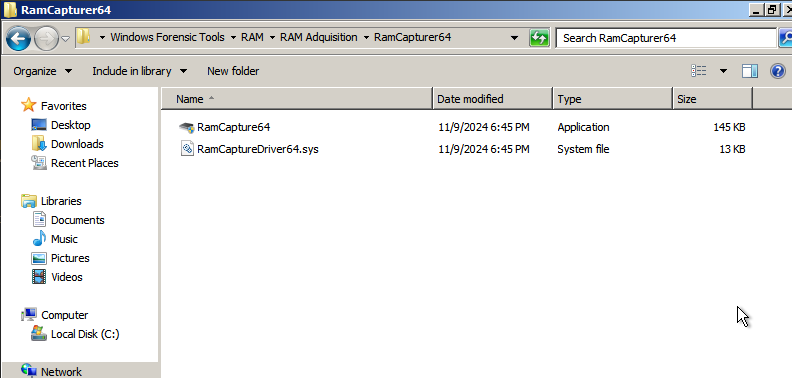 RamCapturer64
Windows Forensic Tools RAM RAM Adquisition RamCapturer64 Search RamCapturer64
Organize Include in library New folder
Favorites
Desktop
Downloads
Recent Places
Libraries
Documents
Music
Pictures
Videos
Computer
Local Disk (C:)
Network
Name Date modified Type Size
RamCapture64 11/9/2024 6:45 PM Application 145 KB
RamCaptureDriver64.sys 11/9/2024 6:45 PM System file 13 KB